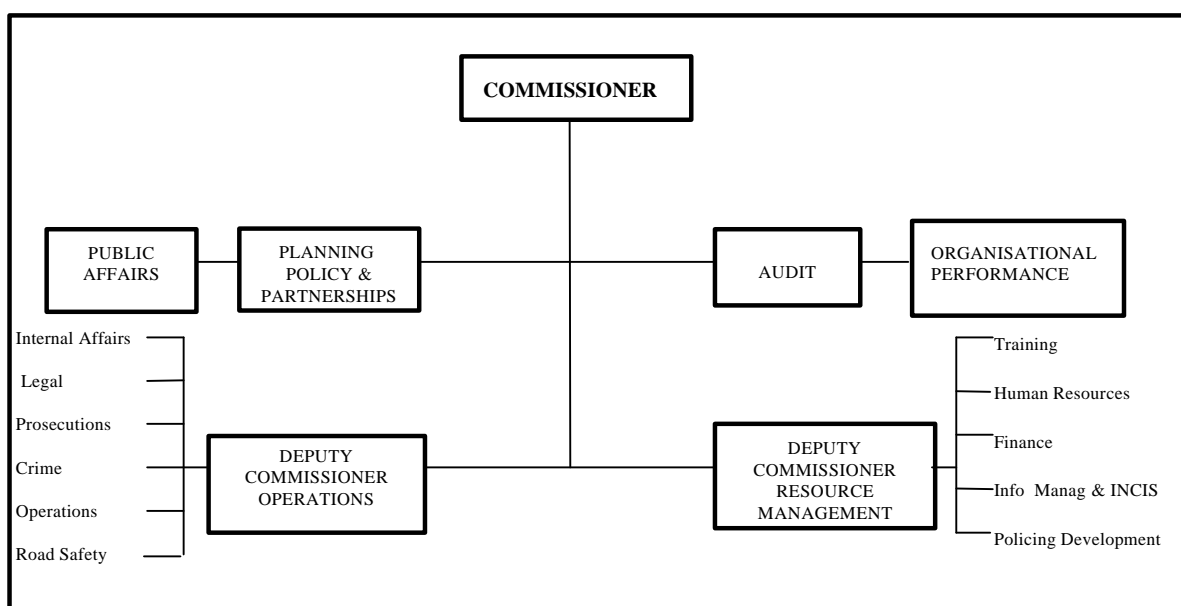 COMMISSIONER
PUBLIC
AFFAIRS
PLANNING
POLICY &
PARTNERSHIPS
AUDIT
ORGANISATIONAL
PERFORMANCE
Internal Affairs
Legal
Prosecutions
Crime
Operations
Road Safety
DEPUTY
COMMISSIONER
OPERATIONS
DEPUTY
COMMISSIONER
RESOURCE
MANAGEMENT
Training
Human Resources
Finance
Info Manag & INCIS
Policing Development